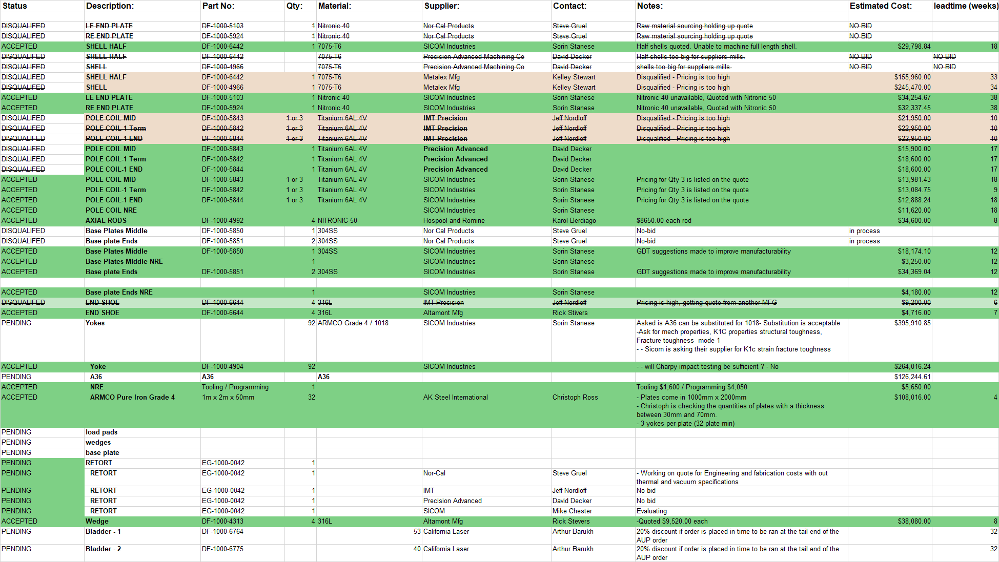 Status Description: Part No: Qty: Material: Supplier: Contact: Notes: Estimated Cost: leadtime (weeks)
DISQUALIFED LE END PLATE DF-1000-5103 1 Nitronic 40 Nor Cal Products Steve Gruel Raw material sourcing holding up quote NO BID
DISQUALIFED RE END PLATE DF-1000-5924 1 Nitronic 40 Nor Cal Products Steve Gruel Raw material sourcing holding up quote NO BID
ACCEPTED SHELL HALF DF-1000-6442 1 7075-T6 SICOM Industries Sorin Stanese Half shells quoted. Unable to machine full length shell. $29,798.84 18
DISQUALIFED SHELL HALF DF-1000-6442 7075-T6 Precision Advanced Machining Co David Decker Half shells too big for suppliers mills. NO BID NO BID
DISQUALIFED SHELL DF-1000-4966 7075-T6 Precision Advanced Machining Co David Decker shells too big for suppliers mills. NO BID NO BID
DISQUALIFED SHELL HALF DF-1000-6442 1 7075-T6 Metalex Mfg Kelley Stewart Disqualified - Pricing is too high $155,960.00 33
DISQUALIFED SHELL DF-1000-4966 1 7075-T6 Metalex Mfg Kelley Stewart Disqualified - Pricing is too high $245,470.00 34
ACCEPTED LE END PLATE DF-1000-5103 1 Nitronic 40 SICOM Industries Sorin Stanese Nitronic 40 unavailable, Quoted with Nitronic 50 $34,254.67 38
ACCEPTED RE END PLATE DF-1000-5924 1 Nitronic 40 SICOM Industries Sorin Stanese Nitronic 40 unavailable, Quoted with Nitronic 50 $32,337.45 38
DISQUALIFED POLE COIL MID DF-1000-5843 1 or 3 Titanium 6AL 4V IMT Precision Jeff Nordloff Disqualified - Pricing is too high $21,950.00 10
DISQUALIFED POLE COIL-1 Term DF-1000-5842 1 or 3 Titanium 6AL 4V IMT Precision Jeff Nordloff Disqualified - Pricing is too high $22,950.00 10
DISQUALIFED POLE COIL-1 END DF-1000-5844 1 or 3 Titanium 6AL 4V IMT Precision Jeff Nordloff Disqualified - Pricing is too high $22,950.00 10
DISQUALIFED POLE COIL MID DF-1000-5843 1 Titanium 6AL 4V Precision Advanced David Decker $15,900.00 17
DISQUALIFED POLE COIL-1 Term DF-1000-5842 1 Titanium 6AL 4V Precision Advanced David Decker $18,600.00 17
DISQUALIFED POLE COIL-1 END DF-1000-5844 1 Titanium 6AL 4V Precision Advanced David Decker $18,600.00 17
ACCEPTED POLE COIL MID DF-1000-5843 1 or 3 Titanium 6AL 4V SICOM Industries Sorin Stanese Pricing for Qty 3 is listed on the quote $13,981.43 18
ACCEPTED POLE COIL-1 Term DF-1000-5842 1 or 3 Titanium 6AL 4V SICOM Industries Sorin Stanese Pricing for Qty 3 is listed on the quote $13,084.75 9
ACCEPTED POLE COIL-1 END DF-1000-5844 1 or 3 Titanium 6AL 4V SICOM Industries Sorin Stanese Pricing for Qty 3 is listed on the quote $12,888.24 18
ACCEPTED POLE COIL NRE SICOM Industries Sorin Stanese $11,620.00 18
ACCEPTED AXIAL RODS DF-1000-4992 4 NITRONIC 50 Hospool and Romine Karol Berdiago $8650.00 each rod $34,600.00 8
DISQUALIFED Base Plates Middle DF-1000-5850 1 304SS Nor Cal Products Steve Gruel No-bid in process
DISQUALIFED Base plate Ends DF-1000-5851 2 304SS Nor Cal Products Steve Gruel No-bid in process
ACCEPTED Base Plates Middle DF-1000-5850 1 304SS SICOM Industries Sorin Stanese GDT suggestions made to improve manufacturability $18,174.10 12
ACCEPTED Base Plates Middle NRE 1 SICOM Industries Sorin Stanese $3,250.00 12
ACCEPTED Base plate Ends DF-1000-5851 2 304SS SICOM Industries Sorin Stanese GDT suggestions made to improve manufacturability $34,369.04 12
ACCEPTED Base plate Ends NRE 1 SICOM Industries Sorin Stanese $4,180.00 12
DISQUALIFED END SHOE DF-1000-6644 4 316L IMT Precision Jeff Nordloff Pricing is high, getting quote from another MFG $9,200.00 6
ACCEPTED END SHOE DF-1000-6644 4 316L Altamont Mfg Rick Stivers $4,716.00 7
PENDING Yokes 92 ARMCO Grade 4 / 1018 SICOM Industries Sorin Stanese Asked is A36 can be substituted for 1018- Substitution is acceptable $395,910.85
-Ask for mech properties, K1C properties structural toughness,
Fracture toughness mode 1
- - Sicom is asking their supplier for K1c strain fracture toughness
ACCEPTED Yoke DF-1000-4904 92 SICOM Industries - - will Charpy impact testing be sufficient ? - No $264,016.24
PENDING A36 A36 A36 $126,244.61
ACCEPTED NRE Tooling / Programming 1 Tooling $1,600 / Programming $4,050 $5,650.00
ACCEPTED ARMCO Pure Iron Grade 4 1m x 2m x 50mm 32 AK Steel International Christoph Ross - Plates come in 1000mm x 2000mm $108,016.00 4
- Christoph is checking the quantities of plates with a thickness
between 30mm and 70mm.
- 3 yokes per plate (32 plate min)
PENDING load pads
PENDING wedges
PENDING base plate
PENDING RETORT EG-1000-0042 1
PENDING RETORT EG-1000-0042 1 Nor-Cal Steve Gruel - Working on quote for Engineering and fabrication costs with out
thermal and vacuum specifications
PENDING RETORT EG-1000-0042 1 IMT Jeff Nordloff No bid
PENDING RETORT EG-1000-0042 1 Precision Advanced David Decker No bid
PENDING RETORT EG-1000-0042 1 SICOM Mike Chester Evaluating
ACCEPTED Wedge DF-1000-4313 4 316L Altamont Mfg Rick Stevers -Quoted $9,520.00 each $38,080.00 8
PENDING Bladder - 1 DF-1000-6764 53 California Laser Arthur Barukh 20% discount if order is placed in time to be ran at the tail end of the 32
AUP order
PENDING Bladder - 2 DF-1000-6775 40 California Laser Arthur Barukh 20% discount if order is placed in time to be ran at the tail end of the 32
AUP order